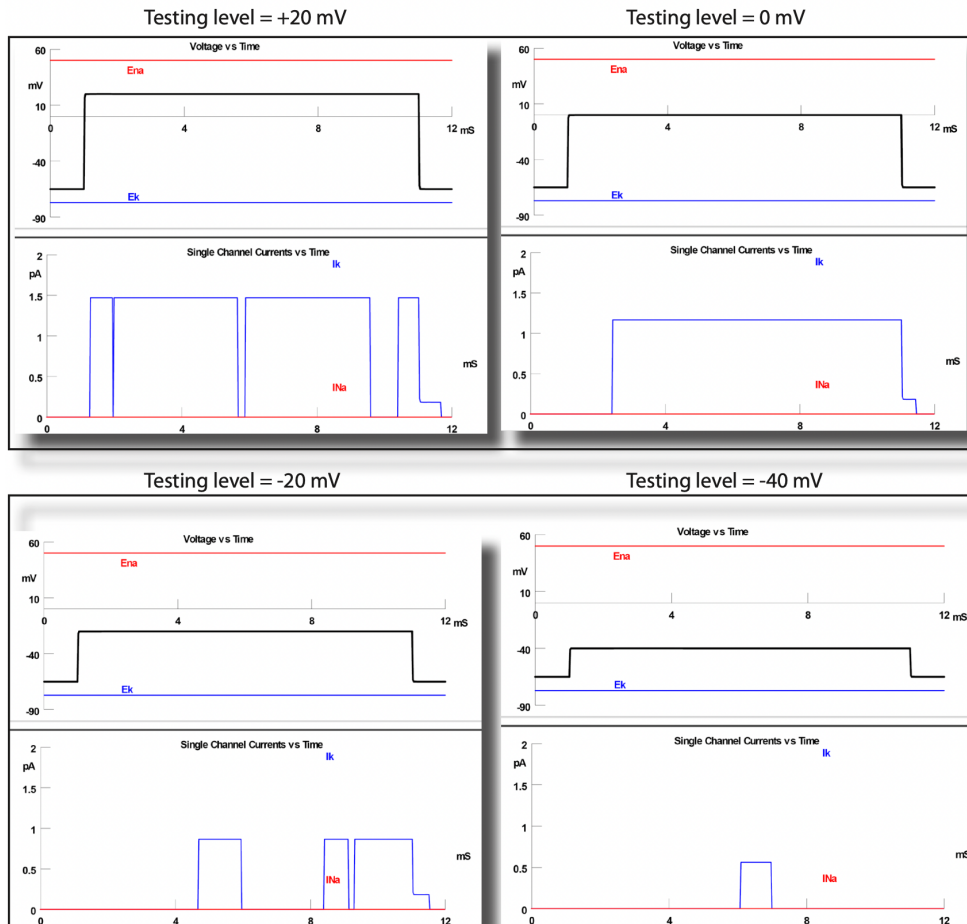 Testing level = +20 mV
Voltage vs Time
60
Ena
mV
10
0
4
8
12
mS
-40
Ek
-90
Single Channel Currents vs Time
2
Ik
pA
1.5
1
mS
0.5
INa
0
0
4
8
12
Testing level = 0 mV
Voltage vs Time
60
Ena
mV
10
0
4
8
12
mS
-40
Ek
-90
Single Channel Currents vs Time
2
Ik
pA
1.5
1
mS
0.5
INa
0
0
4
8
12
Testing level = -20 mV
Voltage vs Time
60
Ena
mV
10
0
4
8
12
mS
-40
Ek
-90
Single Channel Currents vs Time
2
Ik
pA
1.5
1
mS
0.5
INa
0
0
4
8
12
Testing level = -40 mV
Voltage vs Time
60
Ena
mV
10
0
4
8
12
mS
-40
Ek
-90
Single Channel Currents vs Time
2
Ik
pA
1.5
1
mS
0.5
INa
0
0
4
8
12